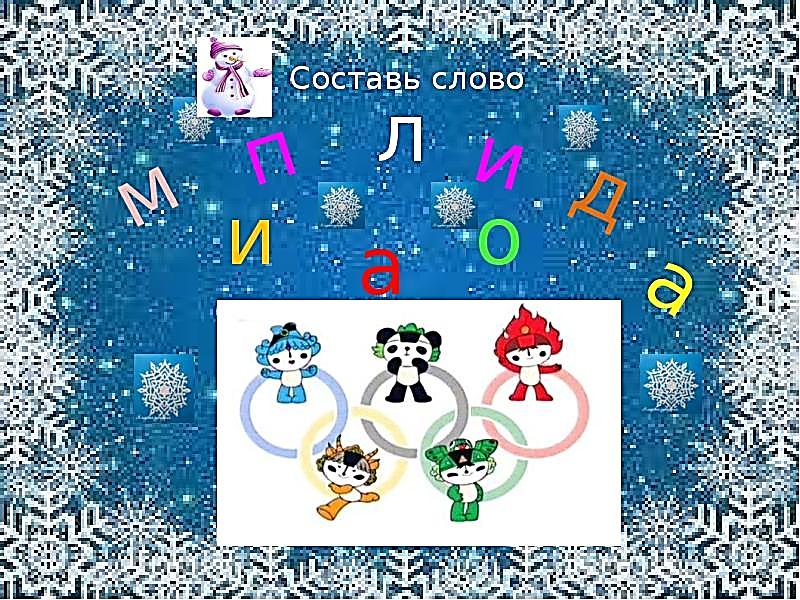 Составь слово
м п л и д
и а о а